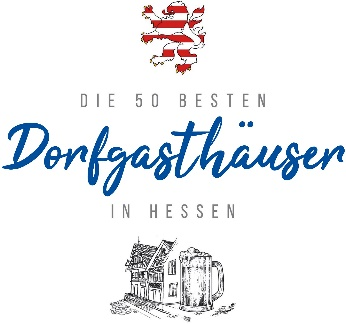 DIE 50 BESTEN
Dorfgasthäuser
IN HESSEN